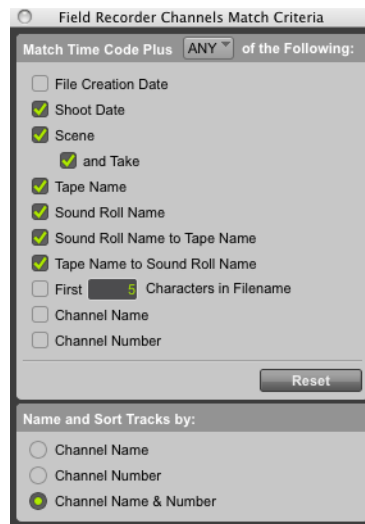 Field Recorder Channels Match Criteria
Match Time Code Plus ANY of the Following:
File Creation Date
Shoot Date
Scene
and Take
Tape Name
Sound Roll Name
Sound Roll Name to Tape Name
Tape Name to Sound Roll Name
First 5 Characters in Filename
Channel Name
Channel Number
Reset
Name and Sort Tracks by:
Channel Name
Channel Number
Channel Name & Number